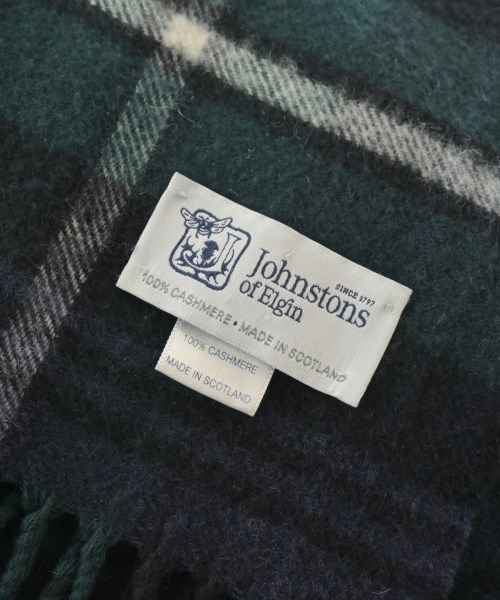 Johnstons
of Elgin
SINCE 1797
100% CASHMERE • MADE IN SCOTLAND
100% CASHMERE
MADE IN SCOTLAND